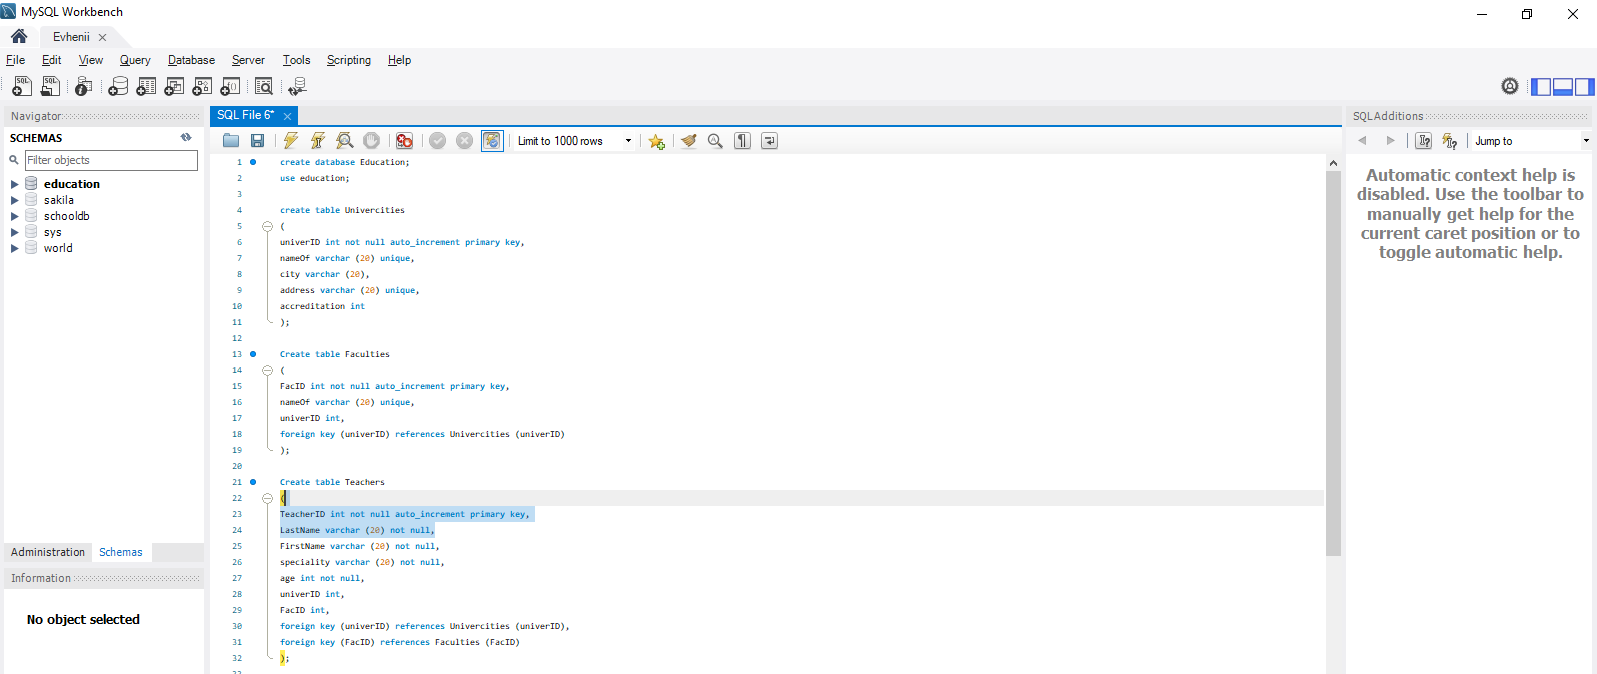 MySQL Workbench
Evhenii
File Edit View Query Database Server Tools Scripting Help
Navigator
SCHEMAS
Filter objects
education
sakila
schooldb
sys
world
Administration Schemas
Information
No object selected
SQL File 6*
Limit to 1000 rows
1 create database Education;
2 use education;
3
4 create table Univercities
5 (
6 univerID int not null auto_increment primary key,
7 nameOf varchar (20) unique,
8 city varchar (20),
9 address varchar (20) unique,
10 accreditation int
11 );
12
13 Create table Faculties
14 (
15 FacID int not null auto_increment primary key,
16 nameOf varchar (20) unique,
17 univerID int,
18 foreign key (univerID) references Univercities (univerID)
19 );
20
21 Create table Teachers
22 (
23 TeacherID int not null auto_increment primary key,
24 LastName varchar (20) not null,
25 FirstName varchar (20) not null,
26 speciality varchar (20) not null,
27 age int not null,
28 univerID int,
29 FacID int,
30 foreign key (univerID) references Univercities (univerID),
31 foreign key (FacID) references Faculties (FacID)
32 );
SQLAdditions
Jump to
Automatic context help is
disabled. Use the toolbar to
manually get help for the
current caret position or to
toggle automatic help.